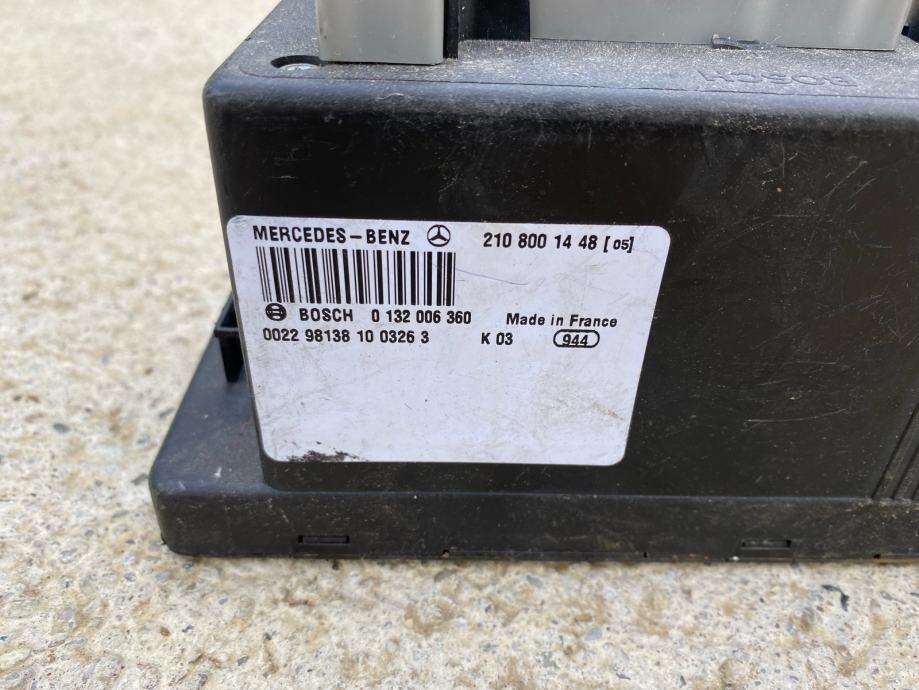 BOSCH
MERCEDES-BENZ 210 800 14 48 [05]
BOSCH 0 132 006 360 Made in France
0022 98138 10 0326 3 K 03 944